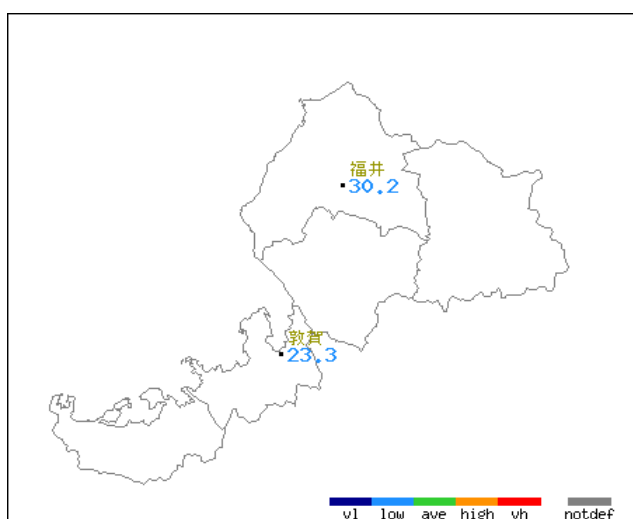 福井
30.2
敦賀
23.3
vl low ave high vh notdef